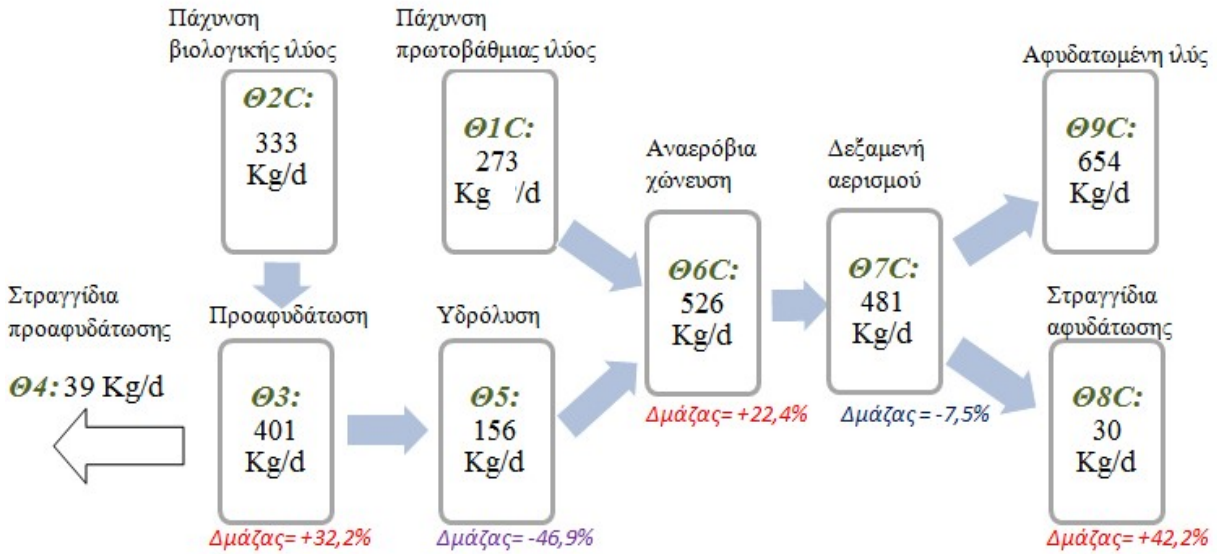 Πάχυνση
βιολογικής ιλύος
Θ2C:
333
Kg/d
Πάχυνση
πρωτοβάθμιας ιλύος
Θ1C:
273
Kg /d
Αναερόβια
χώνευση
Θ6C:
526
Kg/d
Δμάζας= +22,4%
Δεξαμενή
αερισμού
Θ7C:
481
Kg/d
Δμάζας= -7,5%
Αφυδατωμένη ιλύς
Θ9C:
654
Kg/d
Στραγγίδια
προαφυδάτωσης
Θ4: 39 Kg/d
Προαφυδάτωση
Θ3:
401
Kg/d
Δμάζας= +32,2%
Υδρόλυση
Θ5:
156
Kg/d
Δμάζας= -46,9%
Στραγγίδια
αφυδάτωσης
Θ8C:
30
Kg/d
Δμάζας= +42,2%